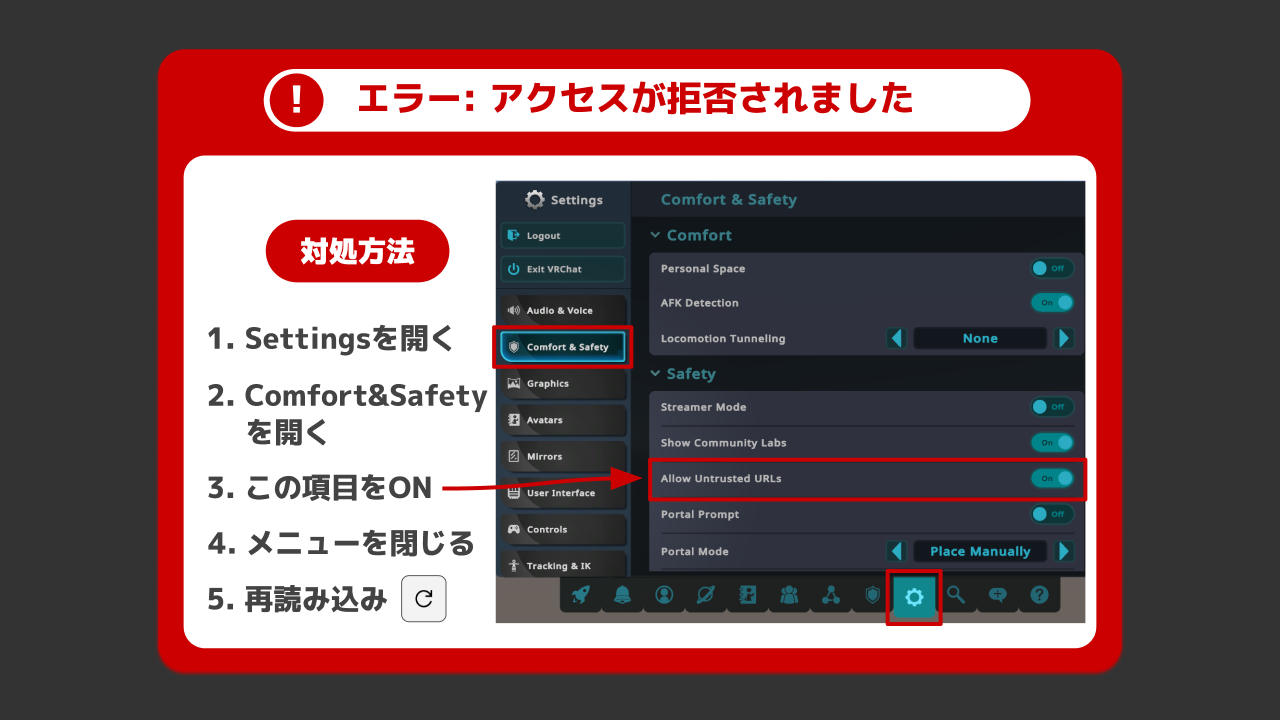 ! エラー: アクセスが拒否されました
対処方法
1. Settingsを開く
2. Comfort&Safety
を開く
3. この項目をON
4. メニューを閉じる
5. 再読み込み
Settings
Logout
Exit VRChat
Audio & Voice
Comfort & Safety
Graphics
Avatars
Mirrors
User Interface
Controls
Tracking & IK
Comfort & Safety
Comfort
Personal Space Off
AFK Detection On
Locomotion Tunneling None
Safety
Streamer Mode Off
Show Community Labs On
Allow Untrusted URLs On
Portal Prompt Off
Portal Mode Place Manually
?